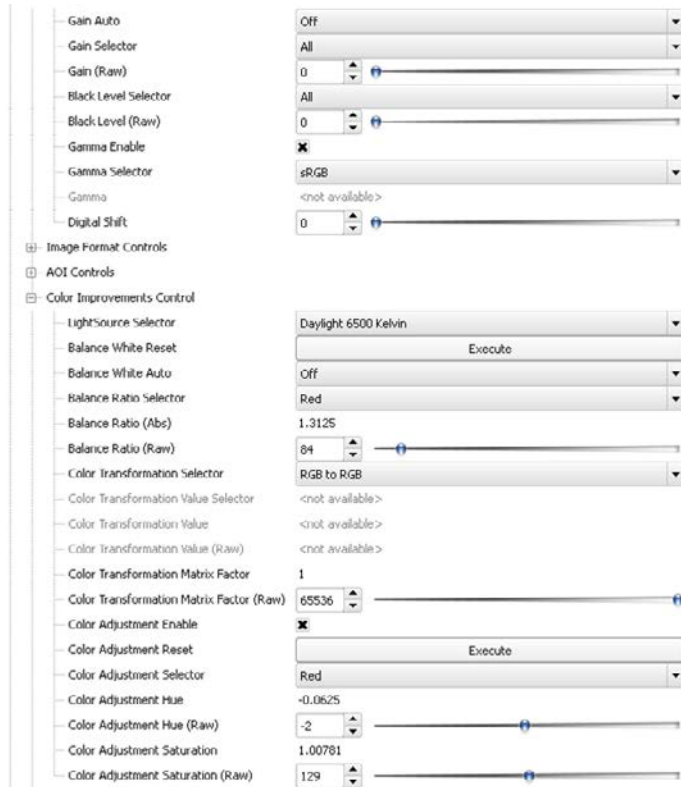 Gain Auto Off
Gain Selector All
Gain (Raw) 0
Black Level Selector All
Black Level (Raw) 0
Gamma Enable
Gamma Selector sRGB
Gamma <not available>
Digital Shift 0
Image Format Controls
AOI Controls
Color Improvements Control
LightSource Selector Daylight 6500 Kelvin
Balance White Reset Execute
Balance White Auto Off
Balance Ratio Selector Red
Balance Ratio (Abs) 1.3125
Balance Ratio (Raw) 84
Color Transformation Selector RGB to RGB
Color Transformation Value Selector <not available>
Color Transformation Value <not available>
Color Transformation Value (Raw) <not available>
Color Transformation Matrix Factor 1
Color Transformation Matrix Factor (Raw) 65536
Color Adjustment Enable
Color Adjustment Reset Execute
Color Adjustment Selector Red
Color Adjustment Hue -0.0625
Color Adjustment Hue (Raw) -2
Color Adjustment Saturation 1.00781
Color Adjustment Saturation (Raw) 129